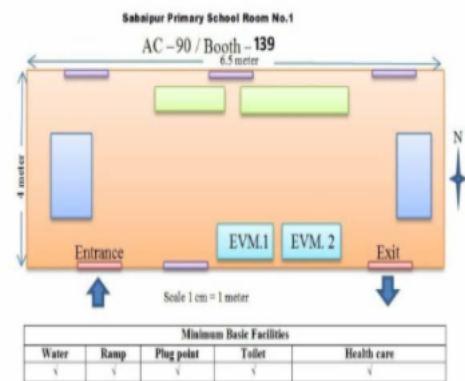 Sabaipur Primary School Room No.1
AC – 90 / Booth – 139
6.5 meter
4 meter
N
EVM.1 EVM. 2
Entrance Exit
Scale 1 cm = 1 meter
Minimum Basic Facilities
Water Ramp Plug point Toilet Health care
√ √ √ √ √